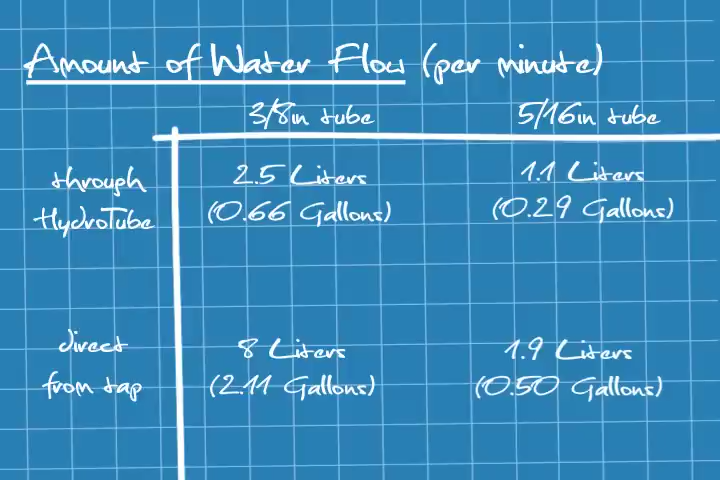 Amount of Water Flow (per minute)
3/8in tube 5/16in tube
through 2.5 Liters 1.1 Liters
HydroTube (0.66 Gallons) (0.29 Gallons)
direct 8 Liters 1.9 Liters
from tap (2.11 Gallons) (0.50 Gallons)